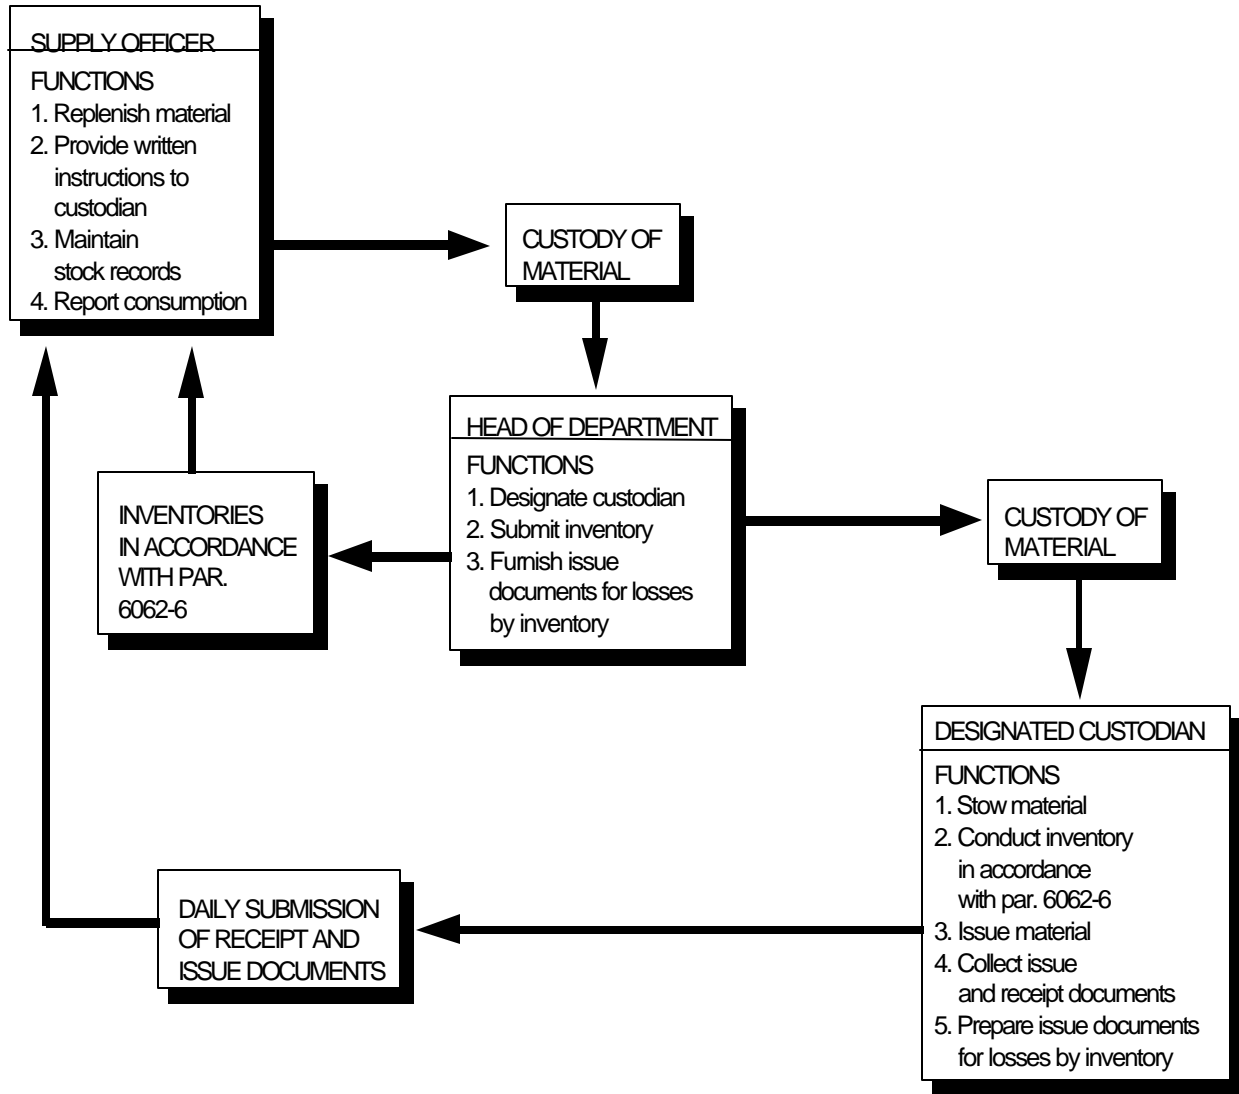 SUPPLY OFFICER
FUNCTIONS
1. Replenish material
2. Provide written
instructions to
custodian
3. Maintain
stock records
4. Report consumption
CUSTODY OF
MATERIAL
HEAD OF DEPARTMENT
FUNCTIONS
1. Designate custodian
2. Submit inventory
3. Furnish issue
documents for losses
by inventory
INVENTORIES
IN ACCORDANCE
WITH PAR.
6062-6
CUSTODY OF
MATERIAL
DESIGNATED CUSTODIAN
FUNCTIONS
1. Stow material
2. Conduct inventory
in accordance
with par. 6062-6
3. Issue material
4. Collect issue
and receipt documents
5. Prepare issue documents
for losses by inventory
DAILY SUBMISSION
OF RECEIPT AND
ISSUE DOCUMENTS